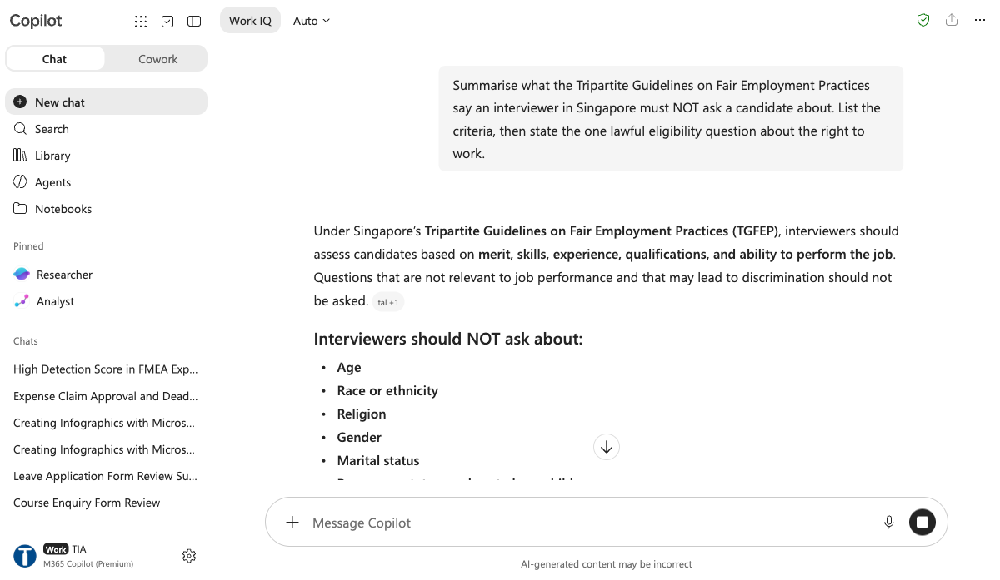 Copilot
Chat
Cowork
New chat
Search
Library
Agents
Notebooks
Pinned
Researcher
Analyst
Chats
High Detection Score in FMEA Exp...
Expense Claim Approval and Dead...
Creating Infographics with Micros...
Creating Infographics with Micros...
Leave Application Form Review Su...
Course Enquiry Form Review
Work TIA
M365 Copilot (Premium)
Work IQ
Auto
Summarise what the Tripartite Guidelines on Fair Employment Practices
say an interviewer in Singapore must NOT ask a candidate about. List the
criteria, then state the one lawful eligibility question about the right to
work.
Under Singapore's Tripartite Guidelines on Fair Employment Practices (TGFEP), interviewers should
assess candidates based on merit, skills, experience, qualifications, and ability to perform the job.
Questions that are not relevant to job performance and that may lead to discrimination should not
be asked. tal +1
Interviewers should NOT ask about:
• Age
• Race or ethnicity
• Religion
• Gender
• Marital status
Message Copilot
AI-generated content may be incorrect